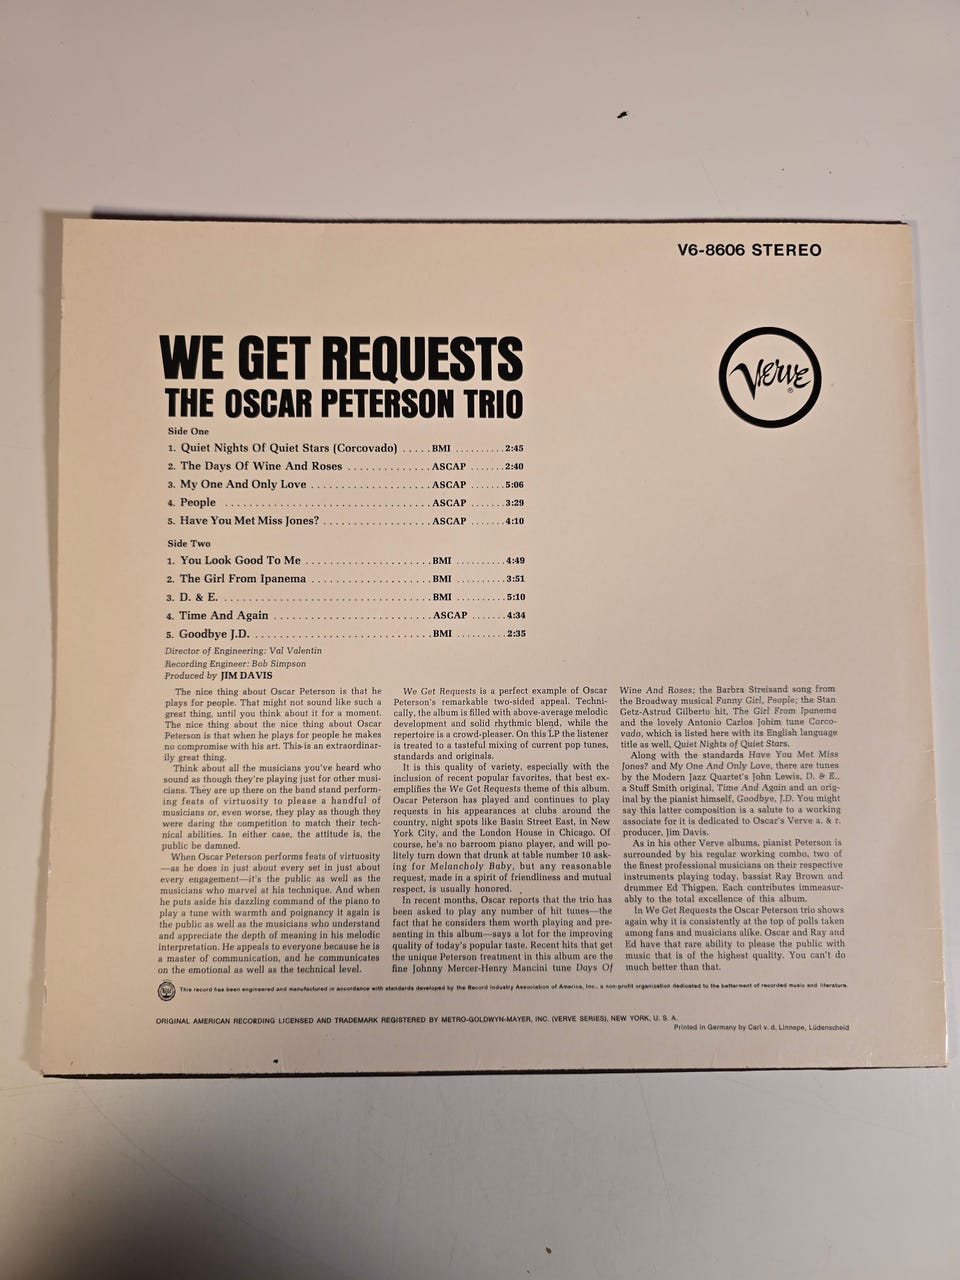 V6-8606 STEREO
Verve
®
WE GET REQUESTS
THE OSCAR PETERSON TRIO
Side One
1. Quiet Nights Of Quiet Stars (Corcovado) ..... BMI .......... 2:45
2. The Days Of Wine And Roses .............. ASCAP ....... 2:40
3. My One And Only Love .................... ASCAP ....... 5:06
4. People .................................. ASCAP ....... 3:29
5. Have You Met Miss Jones? .................. ASCAP ....... 4:10
Side Two
1. You Look Good To Me ..................... BMI .......... 4:49
2. The Girl From Ipanema .................... BMI .......... 3:51
3. D. & E. .................................. BMI .......... 5:10
4. Time And Again .......................... ASCAP ....... 4:34
5. Goodbye J.D. ............................. BMI .......... 2:35
Director of Engineering: Val Valentin
Recording Engineer: Bob Simpson
Produced by JIM DAVIS
The nice thing about Oscar Peterson is that he
plays for people. That might not sound like such a
great thing, until you think about it for a moment.
The nice thing about the nice thing about Oscar
Peterson is that when he plays for people he makes
no compromise with his art. This is an extraordinar-
ily great thing.
Think about all the musicians you've heard who
sound as though they're playing just for other musi-
cians. They are up there on the band stand perform-
ing feats of virtuosity to please a handful of
musicians or, even worse, they play as though they
were daring the competition to match their tech-
nical abilities. In either case, the attitude is, the
public be damned.
When Oscar Peterson performs feats of virtuosity
—as he does in just about every set in just about
every engagement—it's the public as well as the
musicians who marvel at his technique. And when
he puts aside his dazzling command of the piano to
play a tune with warmth and poignancy it again is
the public as well as the musicians who understand
and appreciate the depth of meaning in his melodic
interpretation. He appeals to everyone because he is
a master of communication, and he communicates
on the emotional as well as the technical level.
We Get Requests is a perfect example of Oscar
Peterson's remarkable two-sided appeal. Techni-
cally, the album is filled with above-average melodic
development and solid rhythmic blend, while the
repertoire is a crowd-pleaser. On this LP the listener
is treated to a tasteful mixing of current pop tunes,
standards and originals.
It is this quality of variety, especially with the
inclusion of recent popular favorites, that best ex-
emplifies the We Get Requests theme of this album.
Oscar Peterson has played and continues to play
requests in his appearances at clubs around the
country, night spots like Basin Street East, in New
York City, and the London House in Chicago. Of
course, he's no barroom piano player, and will po-
litely turn down that drunk at table number 10 ask-
ing for Melancholy Baby, but any reasonable
request, made in a spirit of friendliness and mutual
respect, is usually honored.
In recent months, Oscar reports that the trio has
been asked to play any number of hit tunes—the
fact that he considers them worth playing and pre-
senting in this album—says a lot for the improving
quality of today's popular taste. Recent hits that get
the unique Peterson treatment in this album are the
fine Johnny Mercer-Henry Mancini tune Days Of
Wine And Roses; the Barbra Streisand song from
the Broadway musical Funny Girl, People; the Stan
Getz-Astrud Gilberto hit, The Girl From Ipanema
and the lovely Antonio Carlos Jobim tune Corco-
vado, which is listed here with its English language
title as well, Quiet Nights of Quiet Stars.
Along with the standards Have You Met Miss
Jones? and My One And Only Love, there are tunes
by the Modern Jazz Quartet's John Lewis, D. & E.,
a Stuff Smith original, Time And Again and an orig-
inal by the pianist himself, Goodbye, J.D. You might
say this latter composition is a salute to a working
associate for it is dedicated to Oscar's Verve a. & r.
producer, Jim Davis.
As in his other Verve albums, pianist Peterson is
surrounded by his regular working combo, two of
the finest professional musicians on their respective
instruments playing today, bassist Ray Brown and
drummer Ed Thigpen. Each contributes immeasur-
ably to the total excellence of this album.
In We Get Requests the Oscar Peterson trio shows
again why it is consistently at the top of polls taken
among fans and musicians alike. Oscar and Ray and
Ed have that rare ability to please the public with
music that is of the highest quality. You can't do
much better than that.
This record has been engineered and manufactured in accordance with standards developed by the Record Industry Association of America, Inc., a non-profit organization dedicated to the betterment of recorded music and literature.
ORIGINAL AMERICAN RECORDING LICENSED AND TRADEMARK REGISTERED BY METRO-GOLDWYN-MAYER, INC. (VERVE SERIES), NEW YORK, U. S. A.
Printed in Germany by Carl v. d. Linnepe, Lüdenscheid